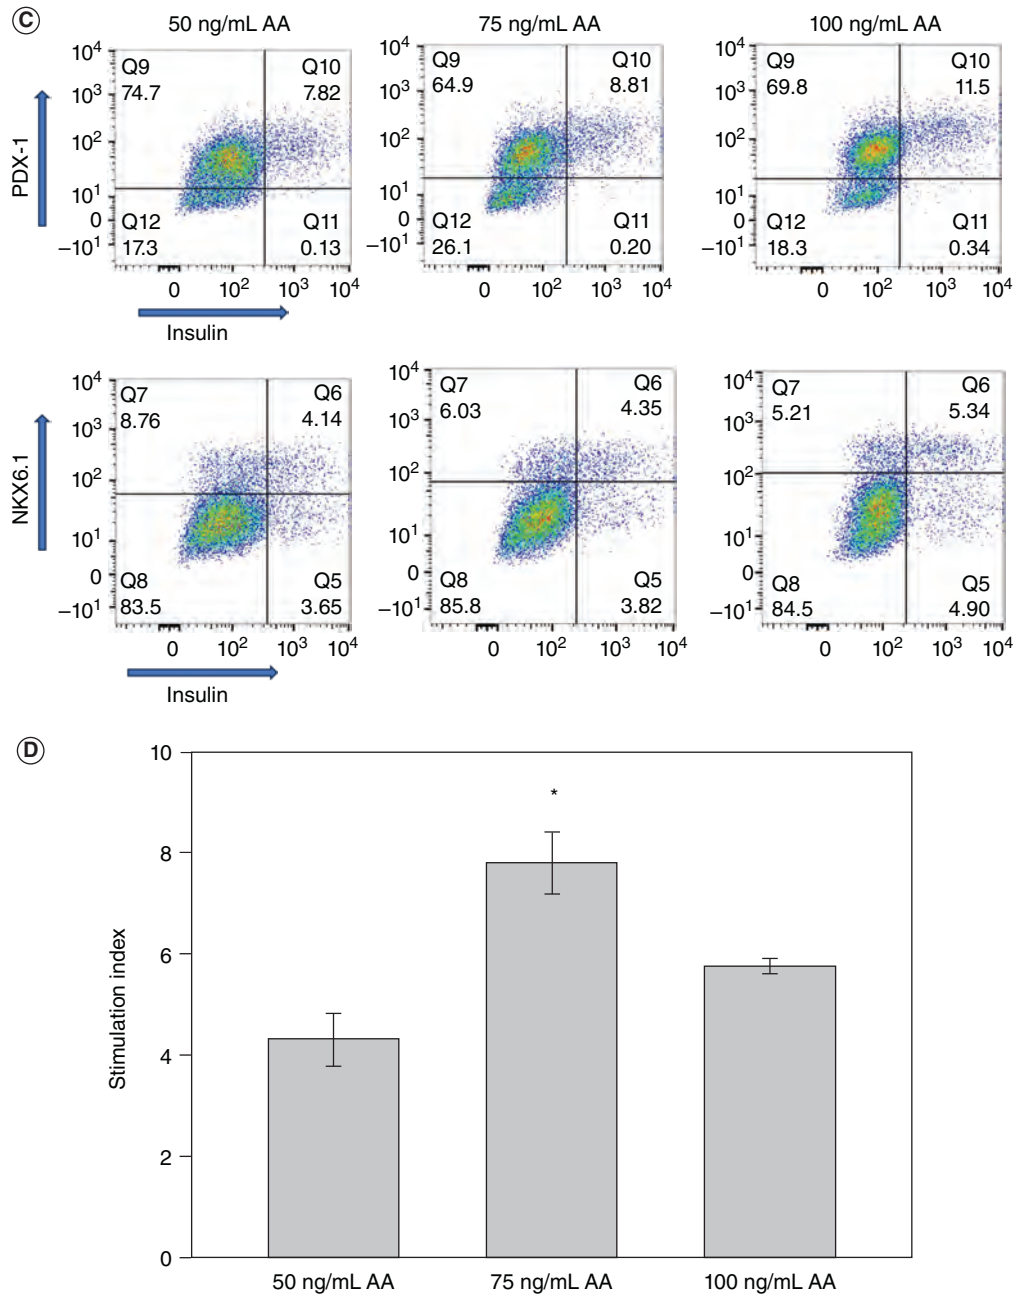 C
50 ng/mL AA
75 ng/mL AA
100 ng/mL AA
PDX-1
10⁴
10³
10²
10¹
0
−10¹
Q9
74.7
Q10
7.82
Q12
17.3
Q11
0.13
0
10²
10³
10⁴
10⁴
10³
10²
10¹
0
−10¹
Q9
64.9
Q10
8.81
Q12
26.1
Q11
0.20
0
10²
10³
10⁴
10⁴
10³
10²
10¹
0
−10¹
Q9
69.8
Q10
11.5
Q12
18.3
Q11
0.34
0
10²
10³
10⁴
Insulin
NKX6.1
10⁴
10³
10²
10¹
0
−10¹
Q7
8.76
Q6
4.14
Q8
83.5
Q5
3.65
0
10²
10³
10⁴
10⁴
10³
10²
10¹
0
−10¹
Q7
6.03
Q6
4.35
Q8
85.8
Q5
3.82
0
10²
10³
10⁴
10⁴
10³
10²
10¹
0
−10¹
Q7
5.21
Q6
5.34
Q8
84.5
Q5
4.90
0
10²
10³
10⁴
Insulin
D
Stimulation index
10
8
6
4
2
0
*
50 ng/mL AA
75 ng/mL AA
100 ng/mL AA